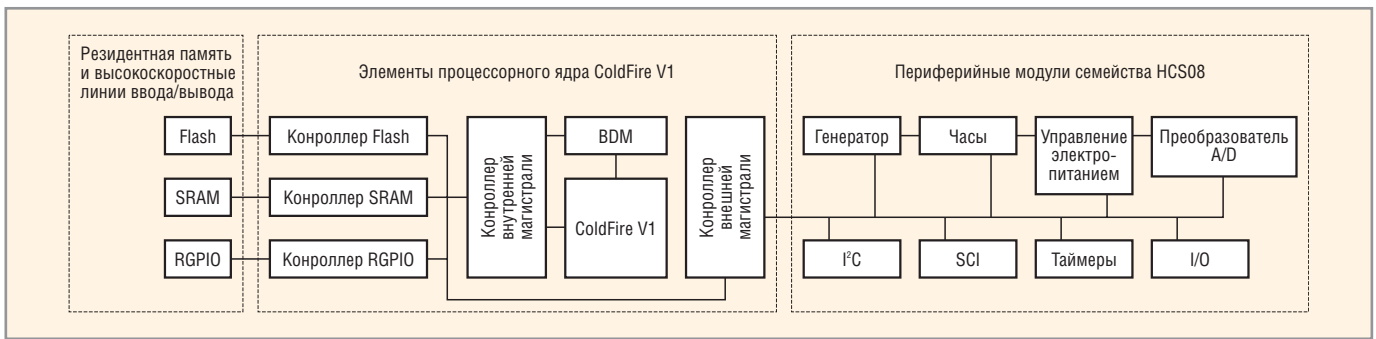 Резидентная память
и высокоскоростные
линии ввода/вывода
Flash
SRAM
RGPIO
Элементы процессорного ядра ColdFire V1
Конроллер Flash
Конроллер SRAM
Конроллер RGPIO
Конроллер
внутренней
магистрали
BDM
ColdFire V1
Конроллер
внешней
магистрали
Периферийные модули семейства HCS08
Генератор
Часы
Управление
электро-
питанием
Преобразователь
A/D
I²C
SCI
Таймеры
I/O